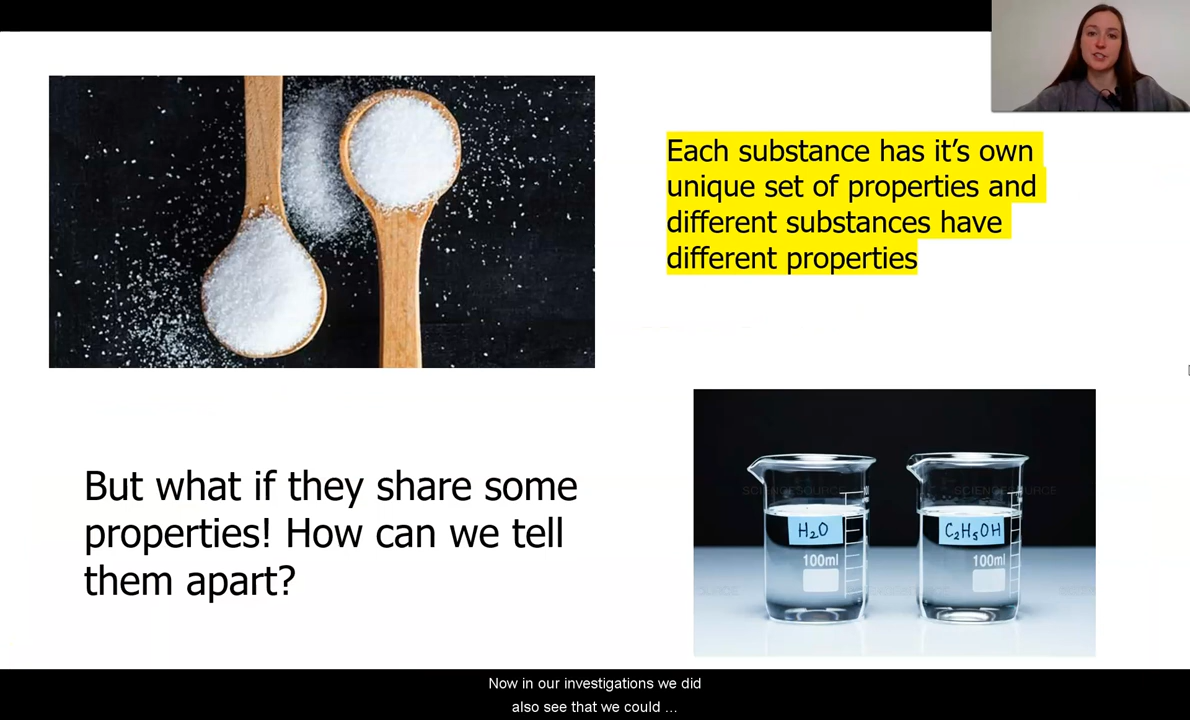 Each substance has it’s own
unique set of properties and
different substances have
different properties
But what if they share some
properties! How can we tell
them apart?
SCIENCESOURCE
SCIENCESOURCE
H₂O
C₂H₅OH
100ml
100ml
Now in our investigations we did
also see that we could ...